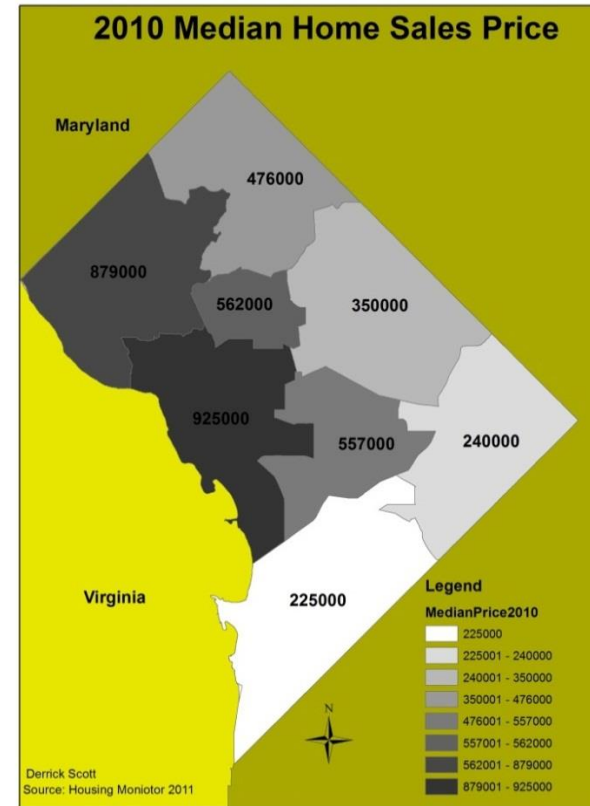 2010 Median Home Sales Price
Maryland
476000
879000
562000
350000
925000
557000
240000
Virginia
225000
Legend
MedianPrice2010
225000
225001 - 240000
240001 - 350000
350001 - 476000
476001 - 557000
557001 - 562000
562001 - 879000
879001 - 925000
N
Derrick Scott
Source: Housing Moniotor 2011